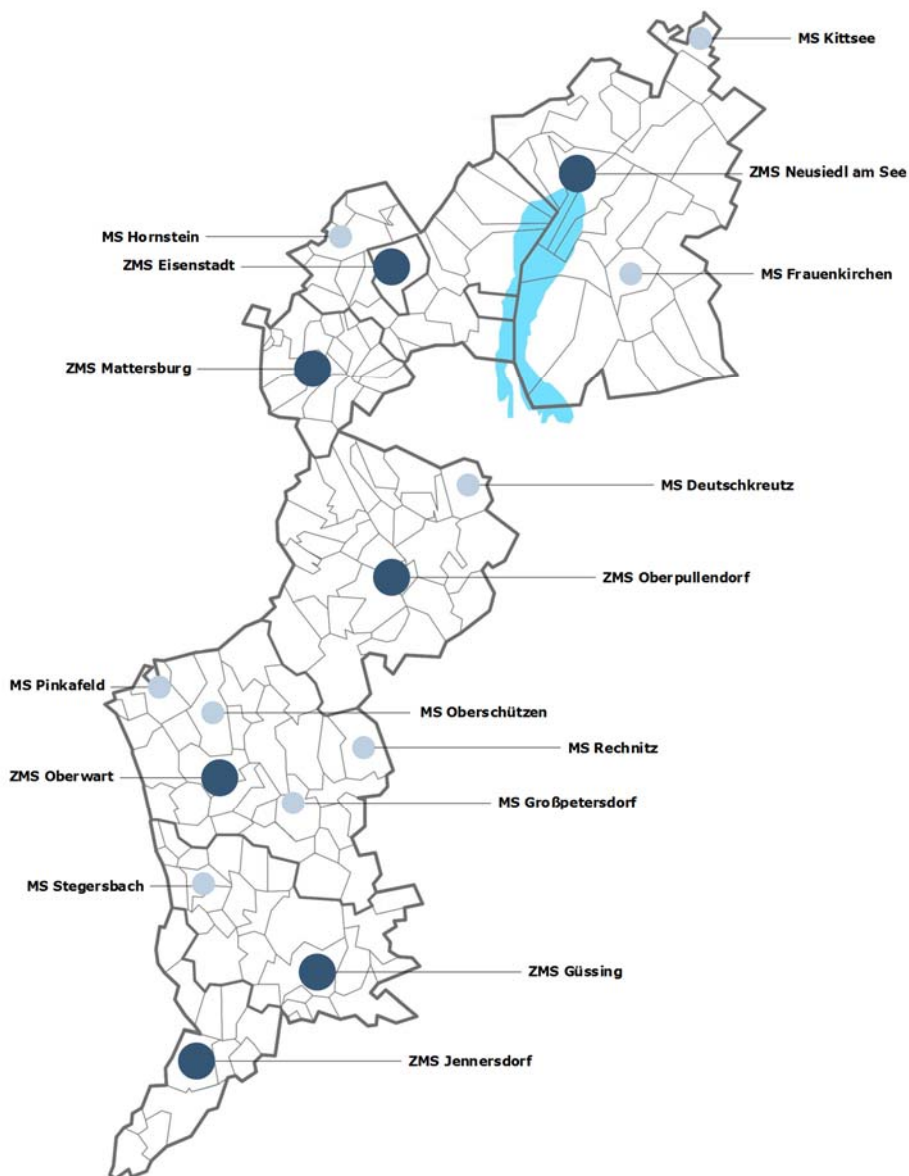 MS Kittsee
ZMS Neusiedl am See
MS Hornstein
ZMS Eisenstadt
MS Frauenkirchen
ZMS Mattersburg
MS Deutschkreutz
ZMS Oberpullendorf
MS Pinkafeld
MS Oberschützen
MS Rechnitz
ZMS Oberwart
MS Großpetersdorf
MS Stegersbach
ZMS Güssing
ZMS Jennersdorf